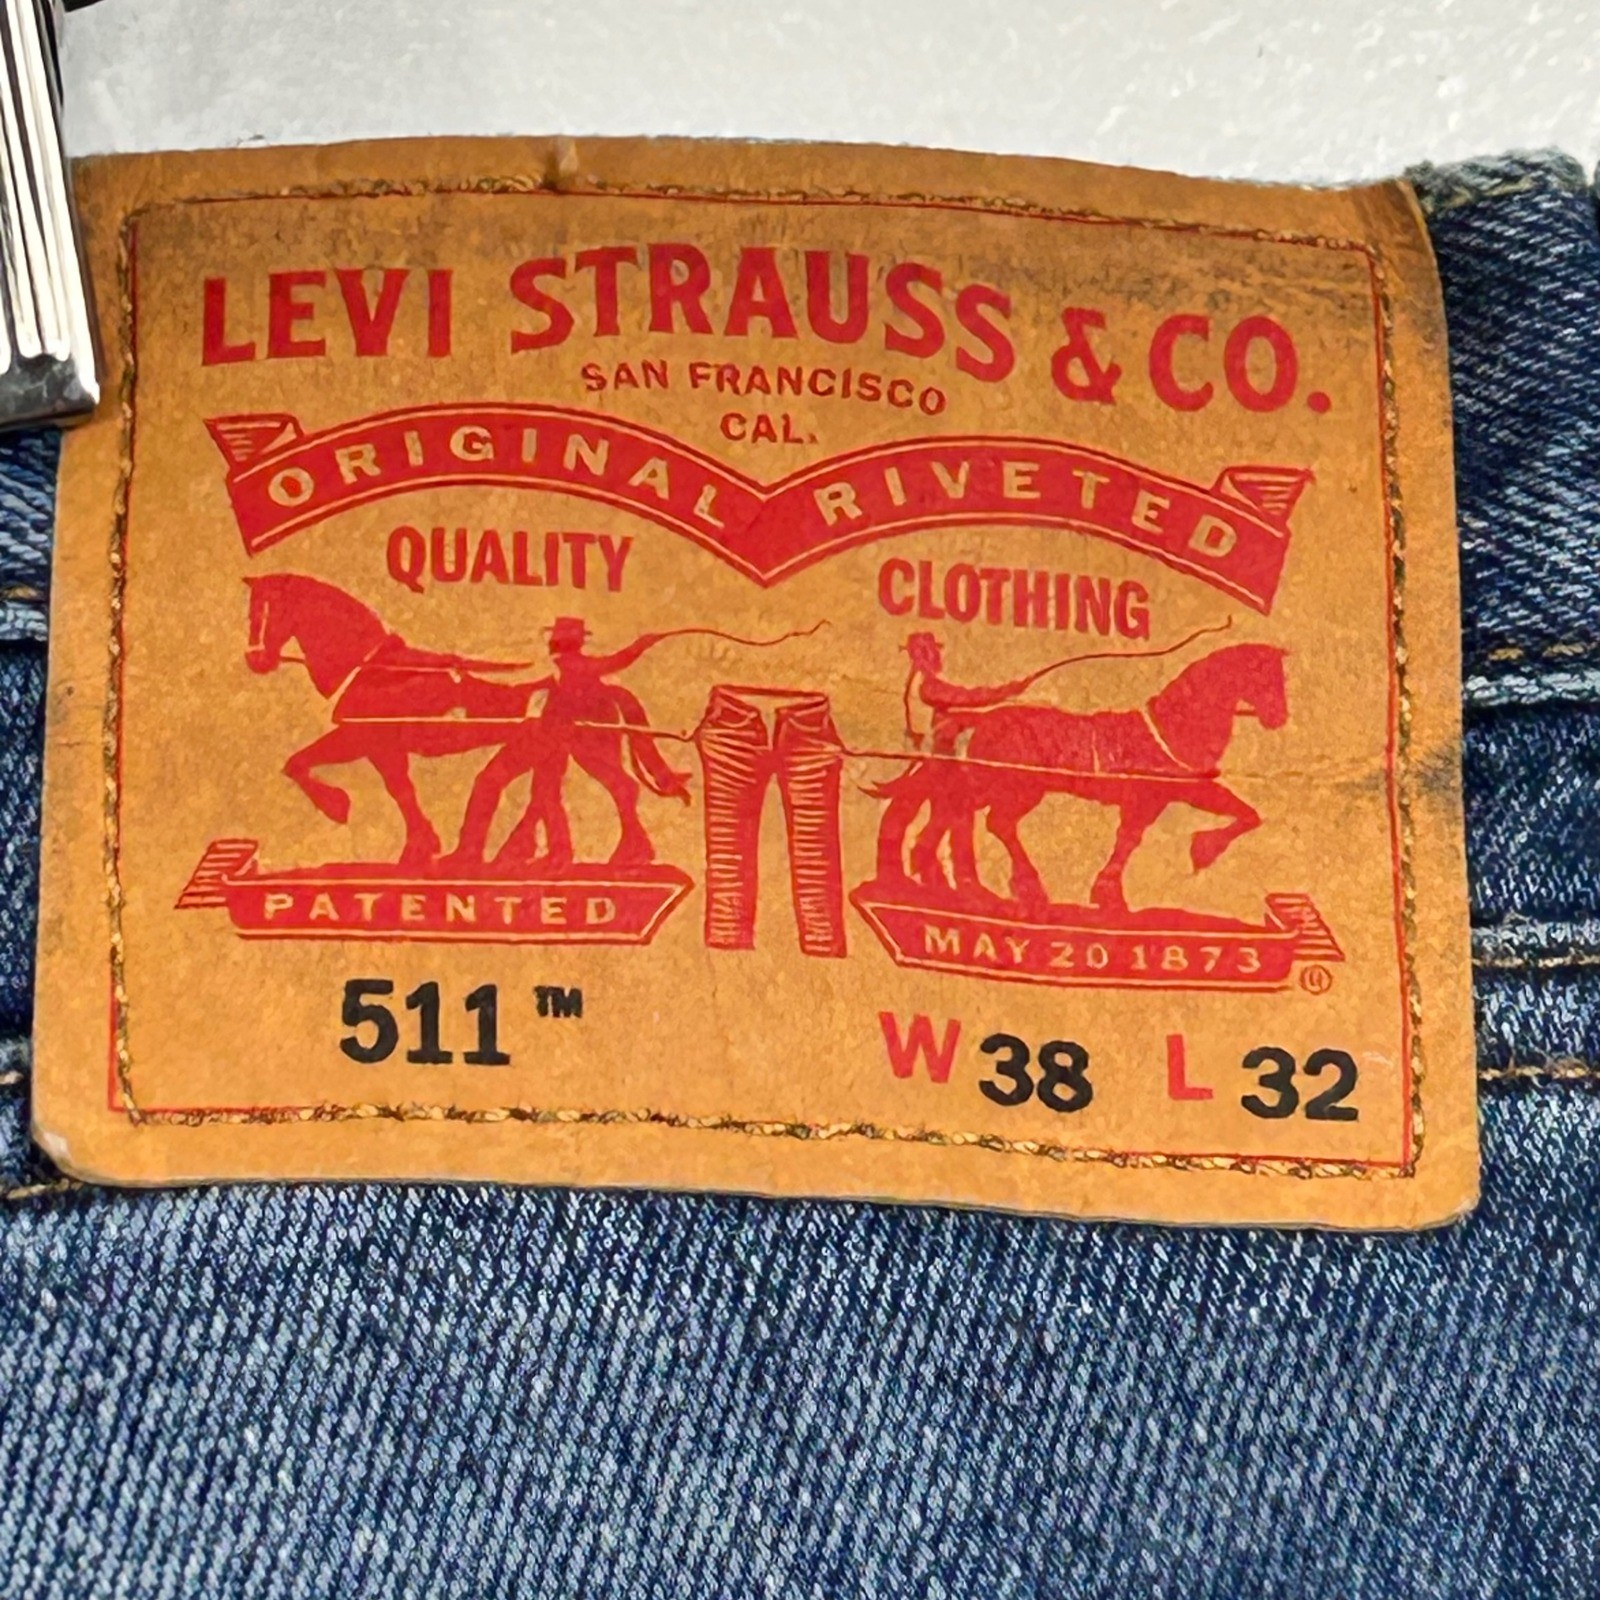 LEVI STRAUSS & CO.
SAN FRANCISCO
CAL.
ORIGINAL RIVETED
QUALITY CLOTHING
PATENTED MAY 20 1873 ®
511™ W 38 L 32